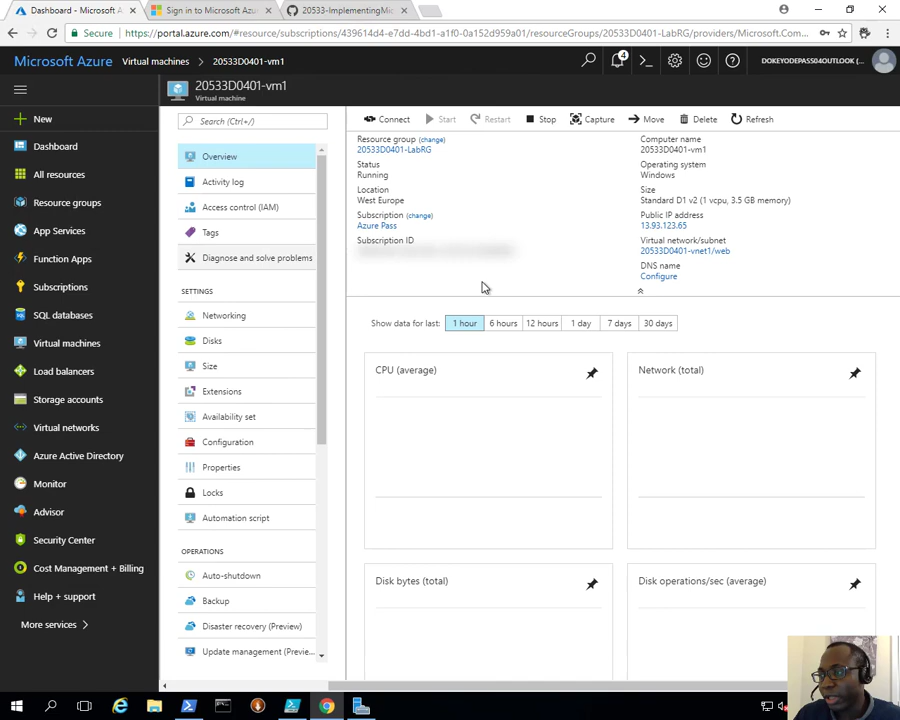 Dashboard - Microsoft A
Sign in to Microsoft Azu
20533-ImplementingMic
Secure
https://portal.azure.com/#resource/subscriptions/439614d4-e7dd-4bd1-a1f0-0a152d959a01/resourceGroups/20533D0401-LabRG/providers/Microsoft.Com...
Microsoft Azure
Virtual machines > 20533D0401-vm1
4
DOKEYODEPASS04OUTLOOK (...
20533D0401-vm1
Virtual machine
New
Dashboard
All resources
Resource groups
App Services
Function Apps
Subscriptions
SQL databases
Virtual machines
Load balancers
Storage accounts
Virtual networks
Azure Active Directory
Monitor
Advisor
Security Center
Cost Management + Billing
Help + support
More services >
Search (Ctrl+/)
Overview
Activity log
Access control (IAM)
Tags
Diagnose and solve problems
SETTINGS
Networking
Disks
Size
Extensions
Availability set
Configuration
Properties
Locks
Automation script
OPERATIONS
Auto-shutdown
Backup
Disaster recovery (Preview)
Update management (Previe...
Connect
Start
Restart
Stop
Capture
Move
Delete
Refresh
Resource group (change)
20533D0401-LabRG
Status
Running
Location
West Europe
Subscription (change)
Azure Pass
Subscription ID
Computer name
20533D0401-vm1
Operating system
Windows
Size
Standard D1 v2 (1 vcpu, 3.5 GB memory)
Public IP address
13.93.123.65
Virtual network/subnet
20533D0401-vnet1/web
DNS name
Configure
Show data for last:
1 hour
6 hours
12 hours
1 day
7 days
30 days
CPU (average)
Network (total)
Disk bytes (total)
Disk operations/sec (average)